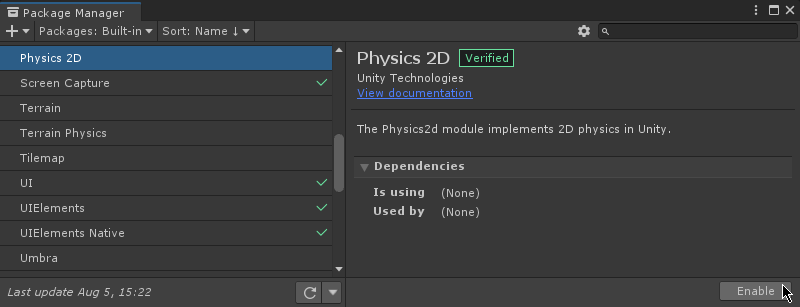 Package Manager
Packages: Built-in
Sort: Name ↓
Physics 2D
Screen Capture
Terrain
Terrain Physics
Tilemap
UI
UIElements
UIElements Native
Umbra
Last update Aug 5, 15:22
Physics 2D Verified
Unity Technologies
View documentation
The Physics2d module implements 2D physics in Unity.
Dependencies
Is using (None)
Used by (None)
Enable